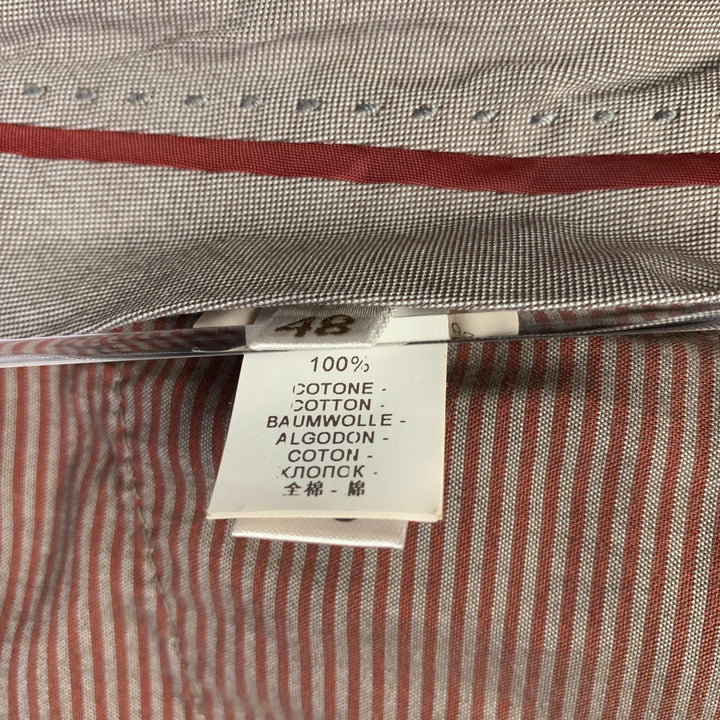 48
100%
COTONE -
COTTON -
BAUMWOLLE -
ALGODON -
COTON -
ХЛОПОК -
全棉 - 綿